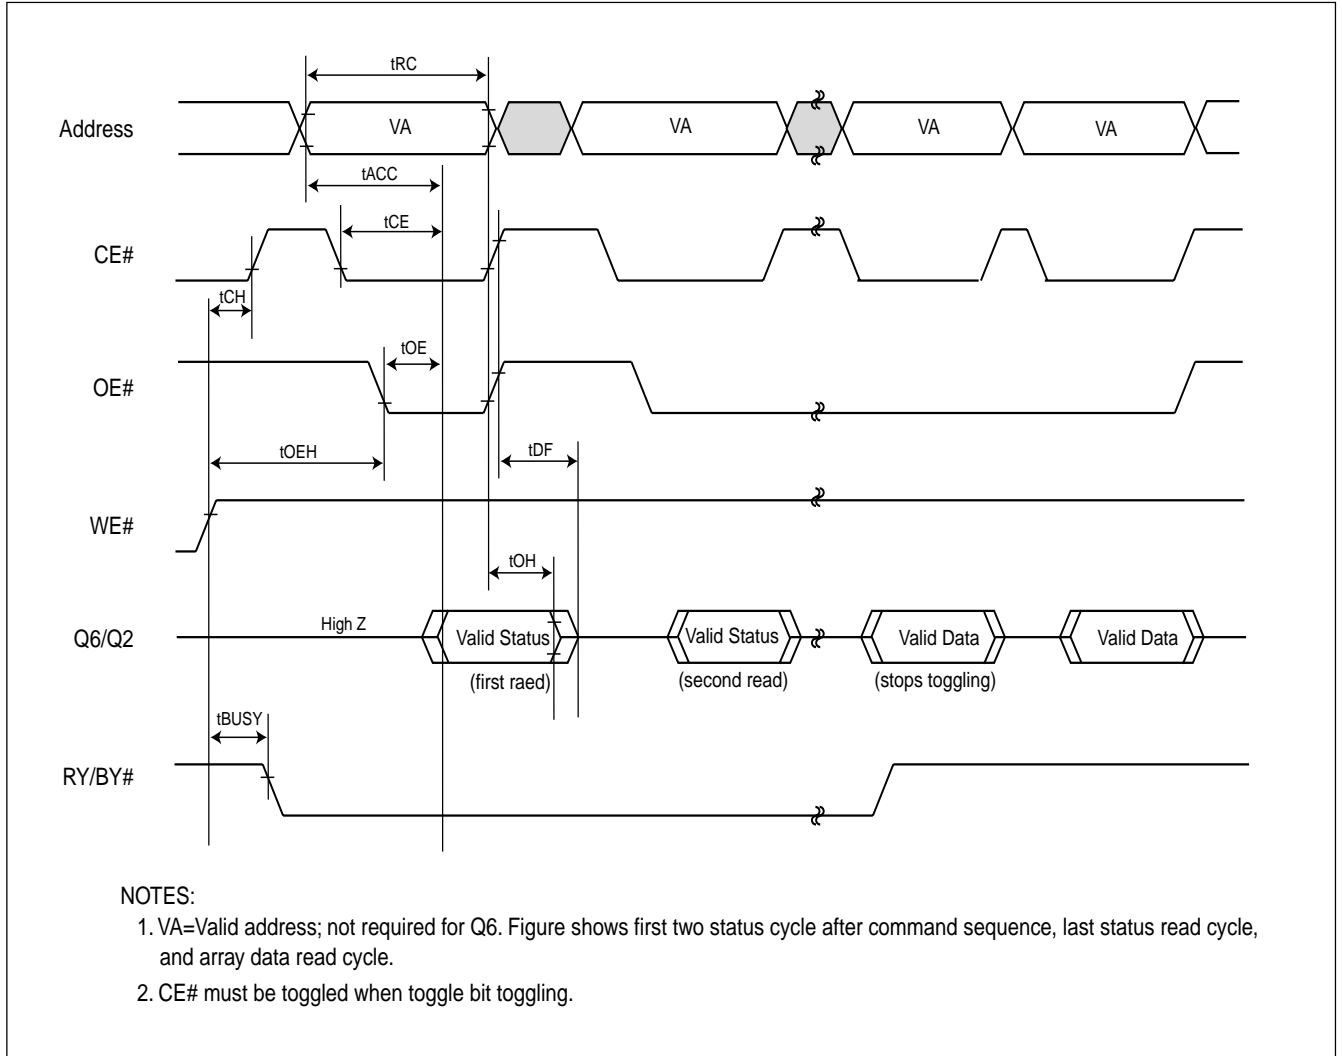 tRC
Address
VA
VA
VA
VA
tACC
tCE
CE#
tCH
tOE
OE#
tOEH
tDF
WE#
tOH
High Z
Q6/Q2
Valid Status
Valid Status
Valid Data
Valid Data
(first raed)
(second read)
(stops toggling)
tBUSY
RY/BY#
NOTES:
1. VA=Valid address; not required for Q6. Figure shows first two status cycle after command sequence, last status read cycle,
and array data read cycle.
2. CE# must be toggled when toggle bit toggling.